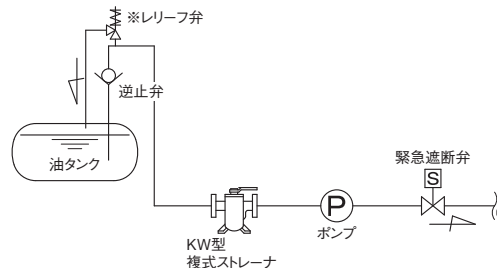 ※レリーフ弁
逆止弁
油タンク
緊急遮断弁
S
P
ポンプ
KW型
複式ストレーナ